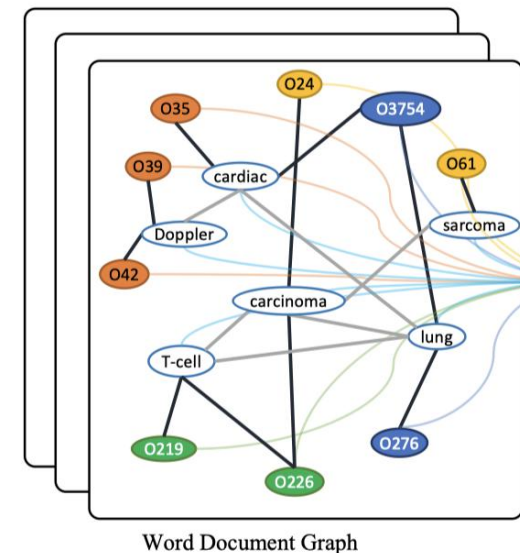 O24
O35
O3754
O39
O61
cardiac
sarcoma
Doppler
O42
carcinoma
lung
T-cell
O219
O276
O226
Word Document Graph